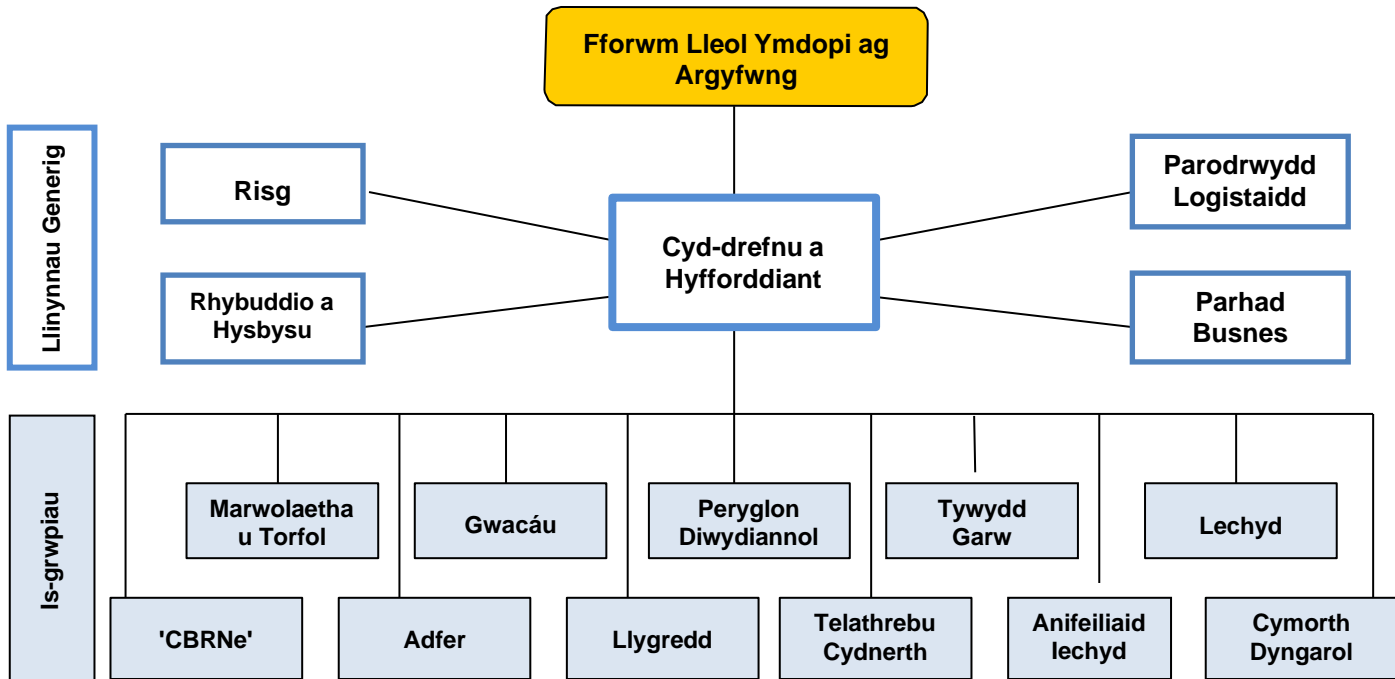 Fforwm Lleol Ymdopi ag
Argyfwng
Llinynnau Generig
Risg
Parodrwydd
Logistaidd
Cyd-drefnu a
Hyfforddiant
Rhybuddio a
Hysbysu
Parhad
Busnes
Is-grwpiau
Marwolaetha
u Torfol
Gwacáu
Peryglon
Diwydiannol
Tywydd
Garw
Lechyd
'CBRNe'
Adfer
Llygredd
Telathrebu
Cydnerth
Anifeiliaid
Iechyd
Cymorth
Dyngarol